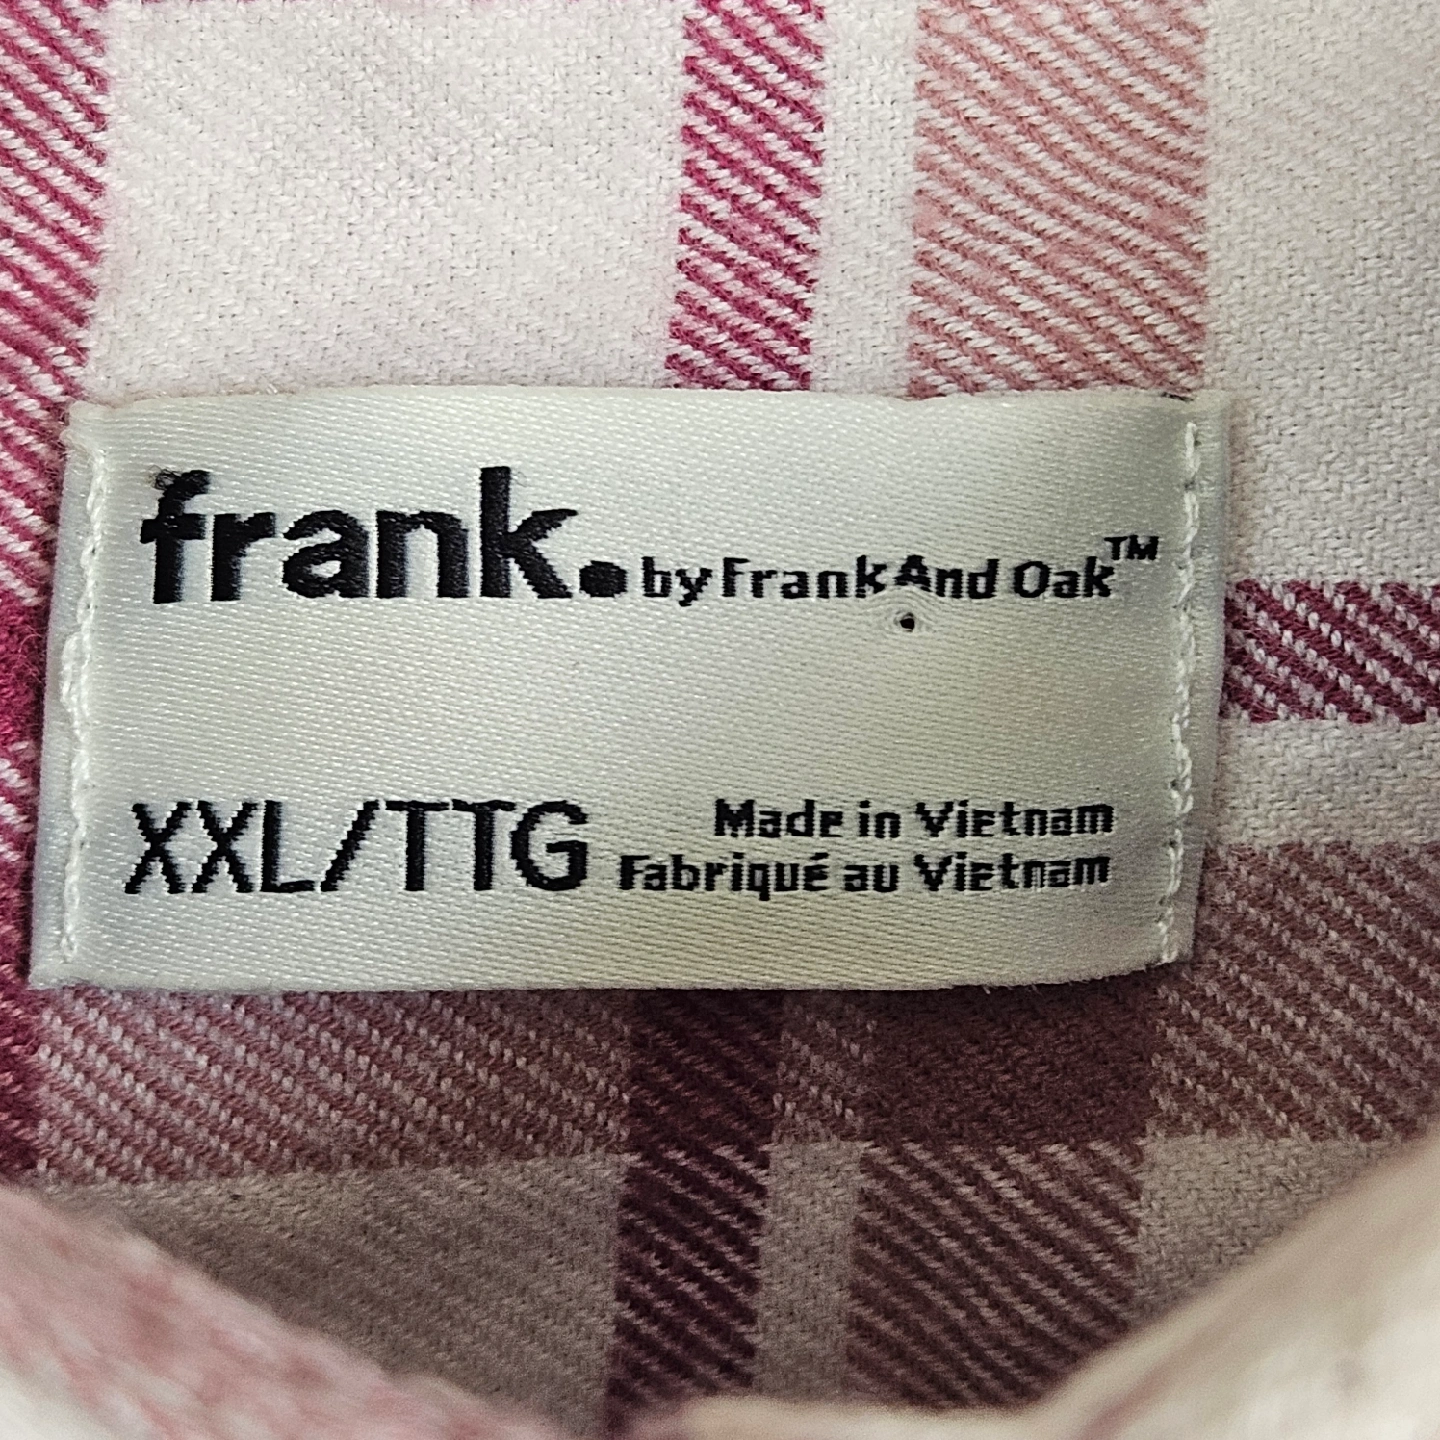 frank. by Frank And Oak™
XXL/TTG
Made in Vietnam
Fabriqué au Vietnam